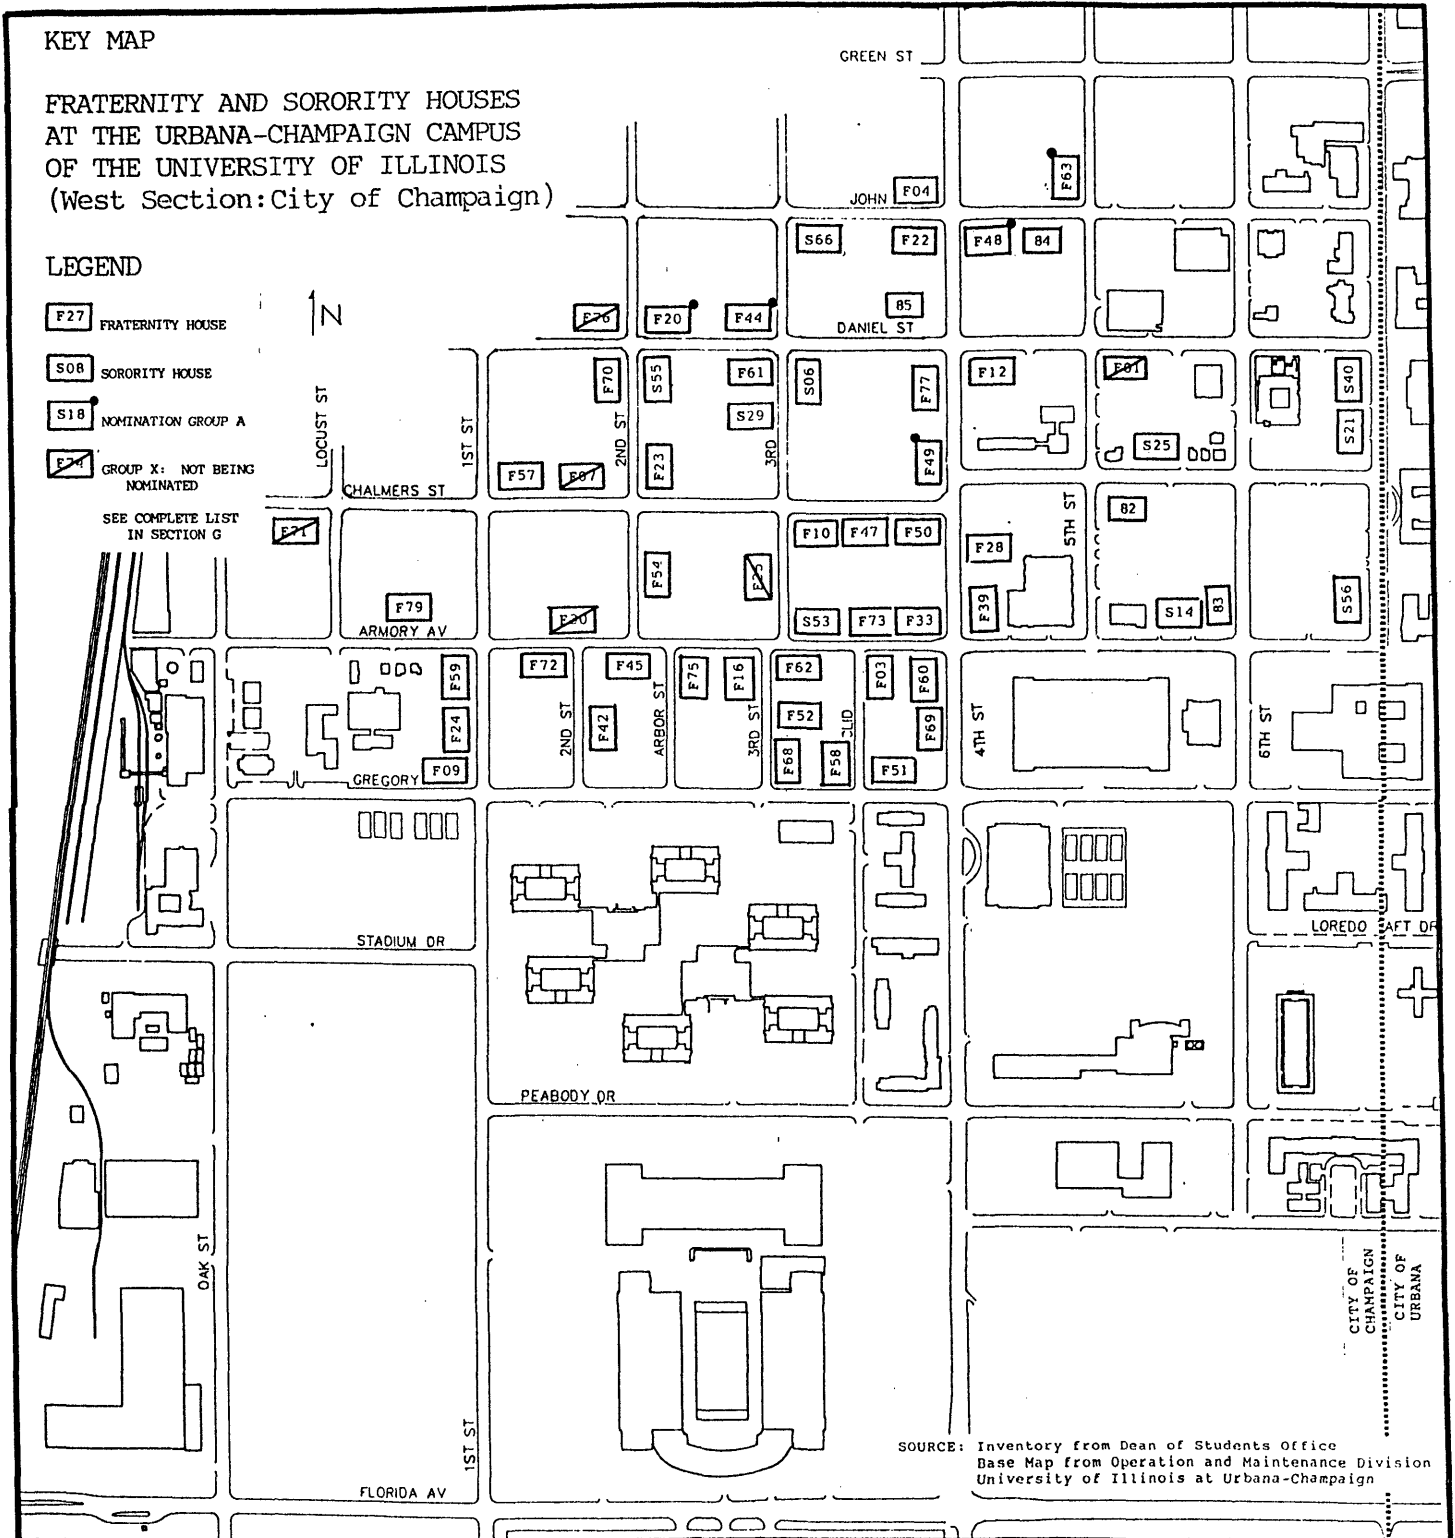 KEY MAP
FRATERNITY AND SORORITY HOUSES
AT THE URBANA-CHAMPAIGN CAMPUS
OF THE UNIVERSITY OF ILLINOIS
(West Section:City of Champaign)
LEGEND
F27 FRATERNITY HOUSE
S08 SORORITY HOUSE
S18 NOMINATION GROUP A
F74 GROUP X: NOT BEING
NOMINATED
SEE COMPLETE LIST
IN SECTION G
N
GREEN ST
F63
JOHN F04
S66 F22 F48 84
F76 F20 F44 85
DANIEL ST
LOCUST ST
1ST ST
F70
2ND ST
S55 F61
S29
3RD
S06 F77 F12 F01 S40
S21
S25
F57 F67 F23 F49
CHALMERS ST
5TH ST
82
F71 F10 F47 F50 F28
F54
F79 S53 F73 F33 F39 S14 83 S56
ARMORY AV
F59 F72 F45 F75 F16 F62 F03 F60
F24 2ND ST F42 ARBOR ST 3RD ST F52 CLID F69 4TH ST 6TH ST
GREGORY F09 F68 F58 F51
STADIUM DR
LOREDO AFT DR
PEABODY DR
OAK ST
CITY OF
CHAMPAIGN
CITY OF
URBANA
1ST ST
SOURCE: Inventory from Dean of Students Office
Base Map from Operation and Maintenance Division
University of Illinois at Urbana-Champaign
FLORIDA AV